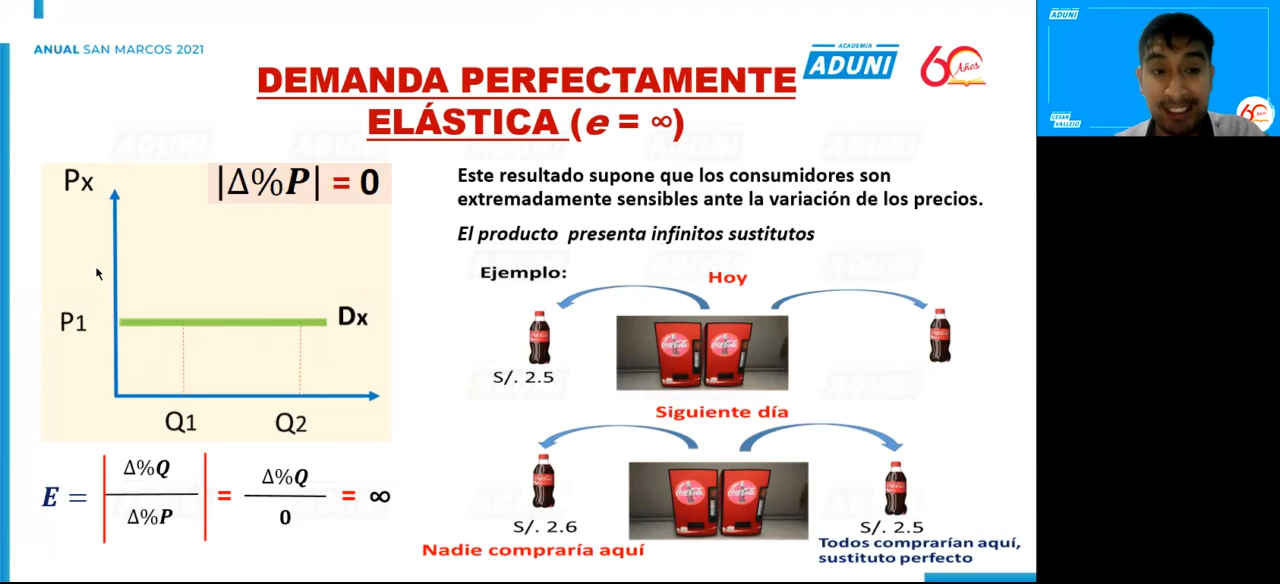 ANUAL SAN MARCOS 2021
DEMANDA PERFECTAMENTE
ELÁSTICA (e = ∞)
ACADEMIA
ADUNI
60 Años
ADUNI
CÉSAR
VALLEJO
60
Px
|Δ%P| = 0
P1
Dx
Q1 Q2
E = |Δ%Q / Δ%P| = Δ%Q / 0 = ∞
Este resultado supone que los consumidores son
extremadamente sensibles ante la variación de los precios.
El producto presenta infinitos sustitutos
Ejemplo:
Hoy
S/. 2.5
Siguiente día
S/. 2.6
S/. 2.5
Nadie compraría aquí
Todos comprarían aquí,
sustituto perfecto